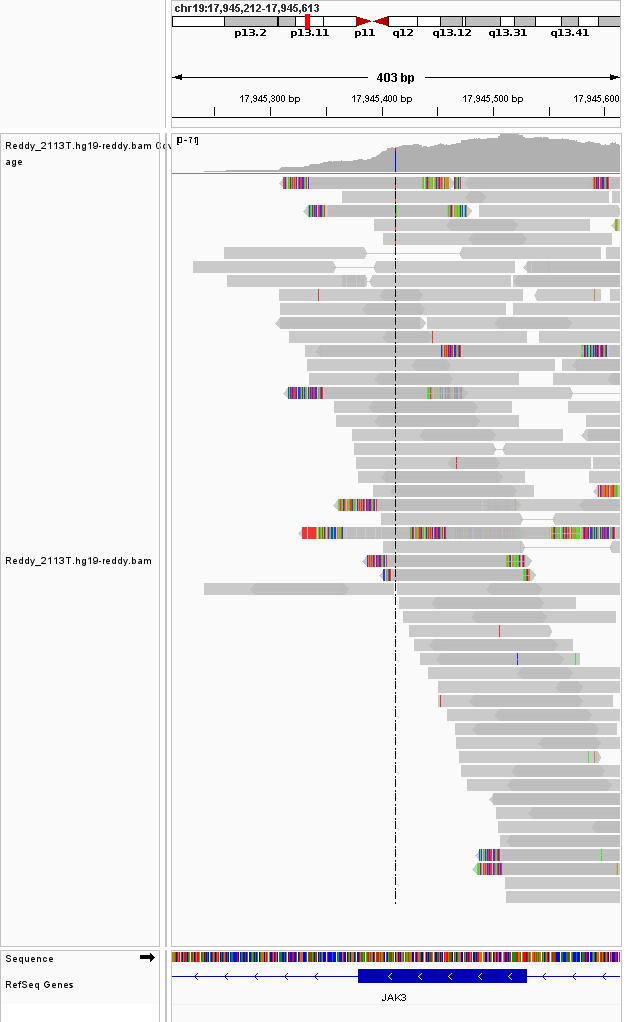 chr19:17,945,212-17,945,613
p13.2 p13.11 p11 q12 q13.12 q13.31 q13.41
403 bp
17,945,300 bp 17,945,400 bp 17,945,500 bp 17,945,600
Reddy_2113T.hg19-reddy.bam Cov
age
[0-71]
Reddy_2113T.hg19-reddy.bam
Sequence
RefSeq Genes
JAK3